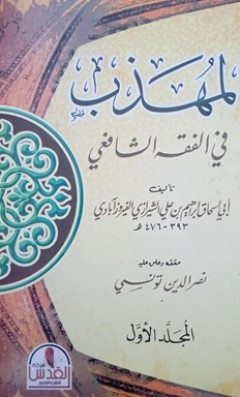 المهذب
في الفقه الشافعي
تأليف
أبي إسحاق إبراهيم بن علي الشيرازي الفيروزآبادي
٣٩٣-٤٧٦ هـ
حققه وعلق عليه
نصر الدين تونسي
المجلد الأول
شركة
القدس